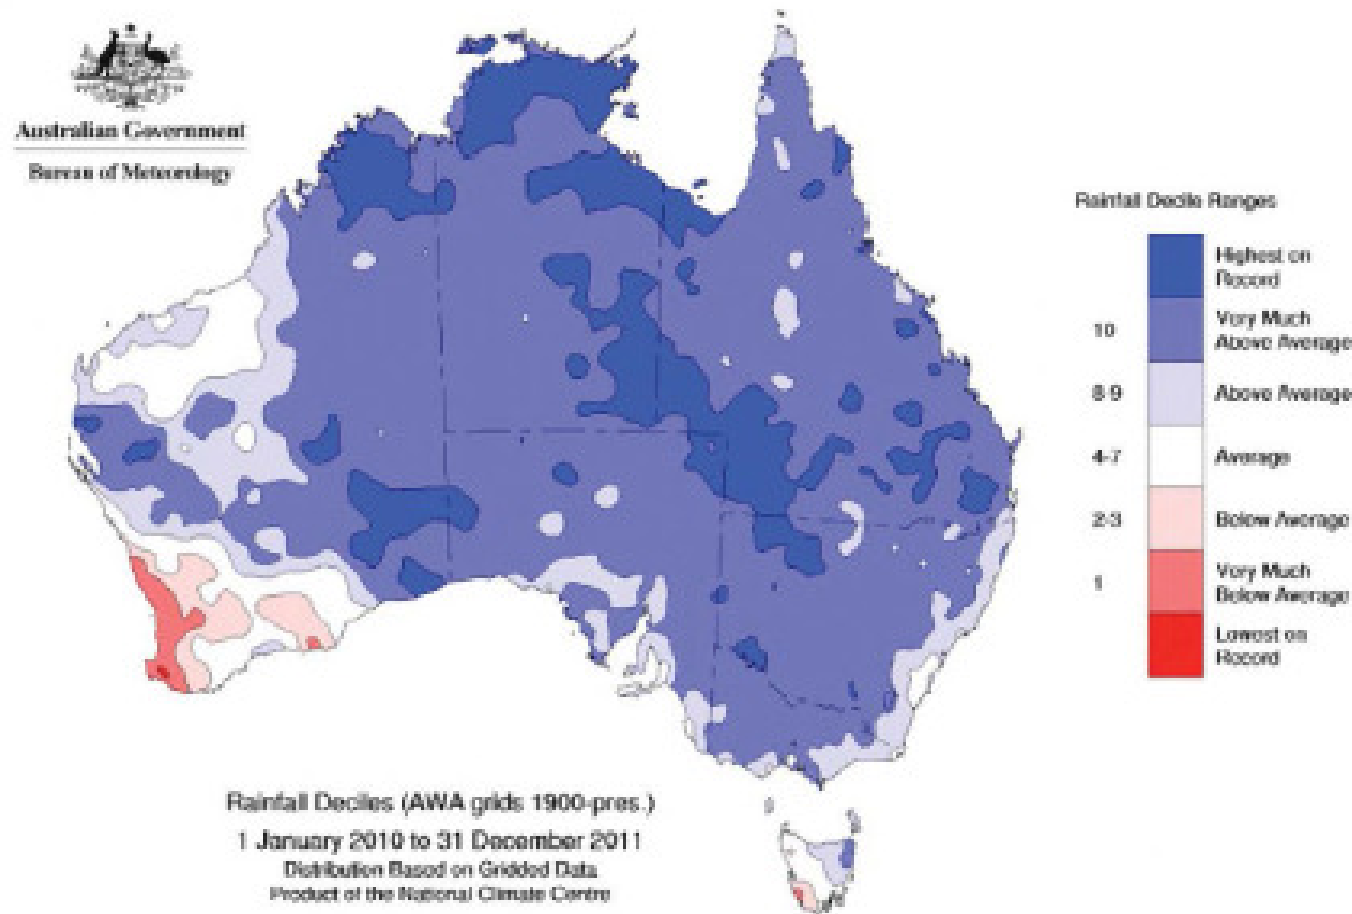 Australian Government
Bureau of Meteorology
Rainfall Decile Ranges
Highest on
Record
10
Very Much
Above Average
8-9
Above Average
4-7
Average
2-3
Below Average
1
Very Much
Below Average
Lowest on
Record
Rainfall Deciles (AWA grids 1900-pres.)
1 January 2010 to 31 December 2011
Distribution Based on Gridded Data
Product of the National Climate Centre